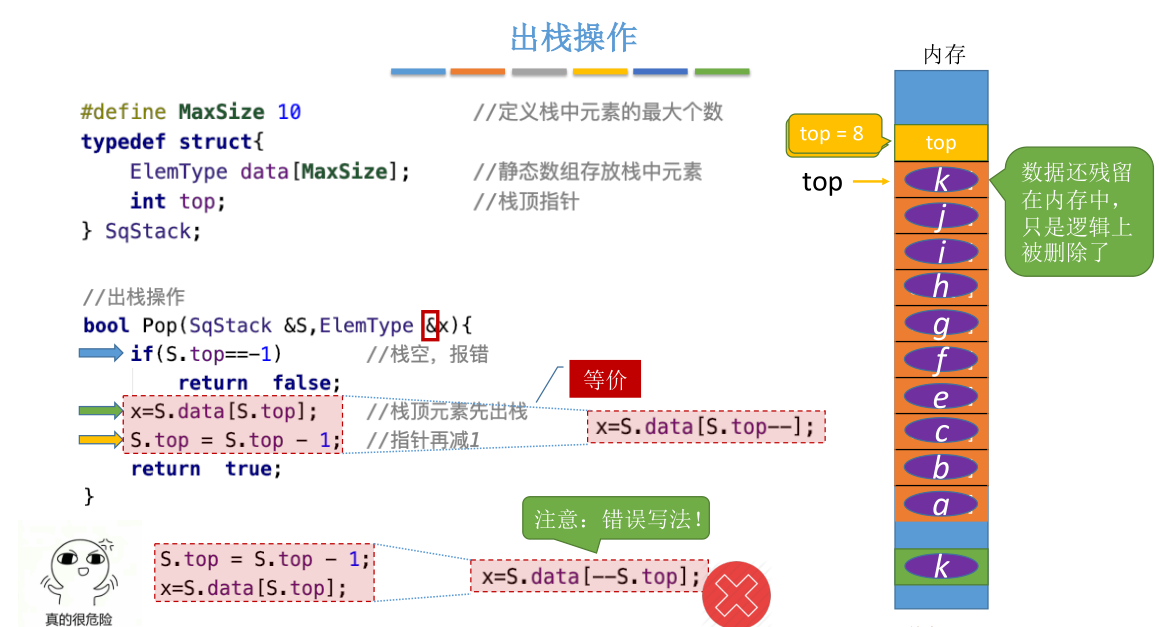 出栈操作
#define MaxSize 10 //定义栈中元素的最大个数
typedef struct{
ElemType data[MaxSize]; //静态数组存放栈中元素
int top; //栈顶指针
} SqStack;
//出栈操作
bool Pop(SqStack &S,ElemType &x){
if(S.top==-1) //栈空，报错
return false;
x=S.data[S.top]; //栈顶元素先出栈
S.top = S.top - 1; //指针再减1
return true;
}
等价
x=S.data[S.top--];
注意：错误写法！
S.top = S.top - 1;
x=S.data[S.top];
x=S.data[--S.top];
真的很危险
内存
top = 8
top
top
k
j
i
h
g
f
e
c
b
a
k
数据还残留
在内存中，
只是逻辑上
被删除了